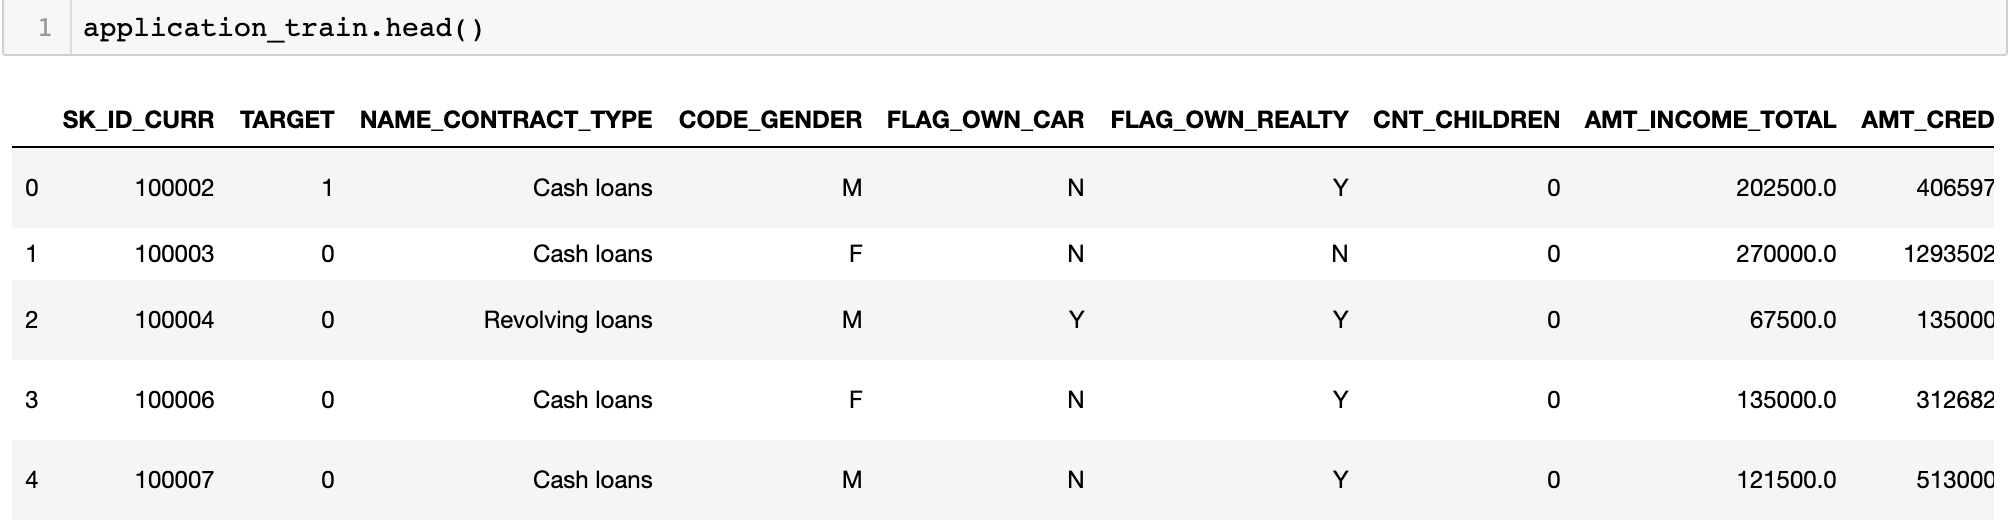 1 application_train.head()
SK_ID_CURR TARGET NAME_CONTRACT_TYPE CODE_GENDER FLAG_OWN_CAR FLAG_OWN_REALTY CNT_CHILDREN AMT_INCOME_TOTAL AMT_CRED
0 100002 1 Cash loans M N Y 0 202500.0 406597
1 100003 0 Cash loans F N N 0 270000.0 1293502
2 100004 0 Revolving loans M Y Y 0 67500.0 135000
3 100006 0 Cash loans F N Y 0 135000.0 312682
4 100007 0 Cash loans M N Y 0 121500.0 513000